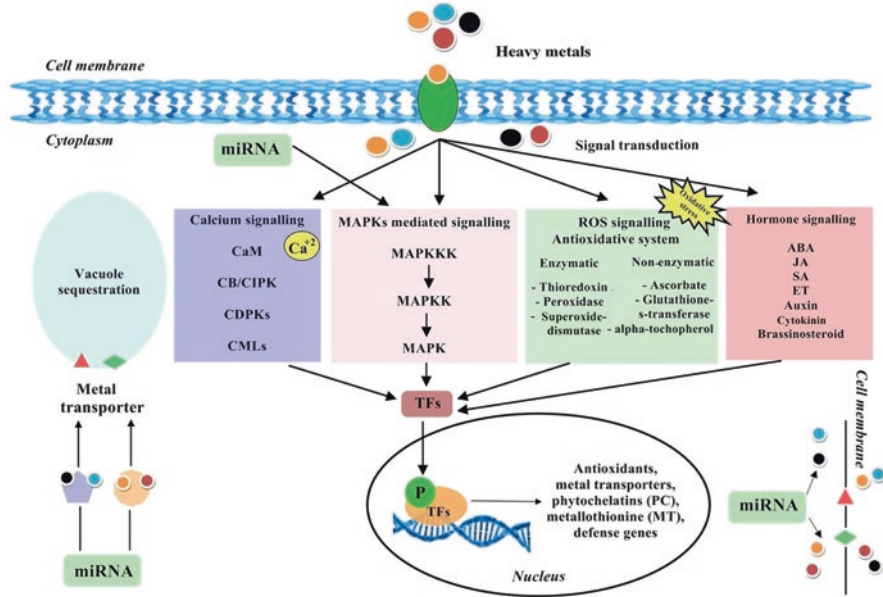 Heavy metals
Cell membrane
Cytoplasm
miRNA
Signal transduction
Oxidative
stress
Vacuole
sequestration
Metal
transporter
miRNA
Calcium signalling
Ca+2
CaM
CB/CIPK
CDPKs
CMLs
MAPKs mediated signalling
MAPKKK
MAPKK
MAPK
ROS signalling
Antioxidative system
Enzymatic
- Thioredoxin
- Peroxidase
- Superoxide-
dismutase
Non-enzymatic
- Ascorbate
- Glutathione-
s-transferase
- alpha-tochopherol
Hormone signalling
ABA
JA
SA
ET
Auxin
Cytokinin
Brassinosteroid
TFs
P
TFs
Antioxidants,
metal transporters,
phytochelatins (PC),
metallothionine (MT),
defense genes
Nucleus
Cell membrane
miRNA